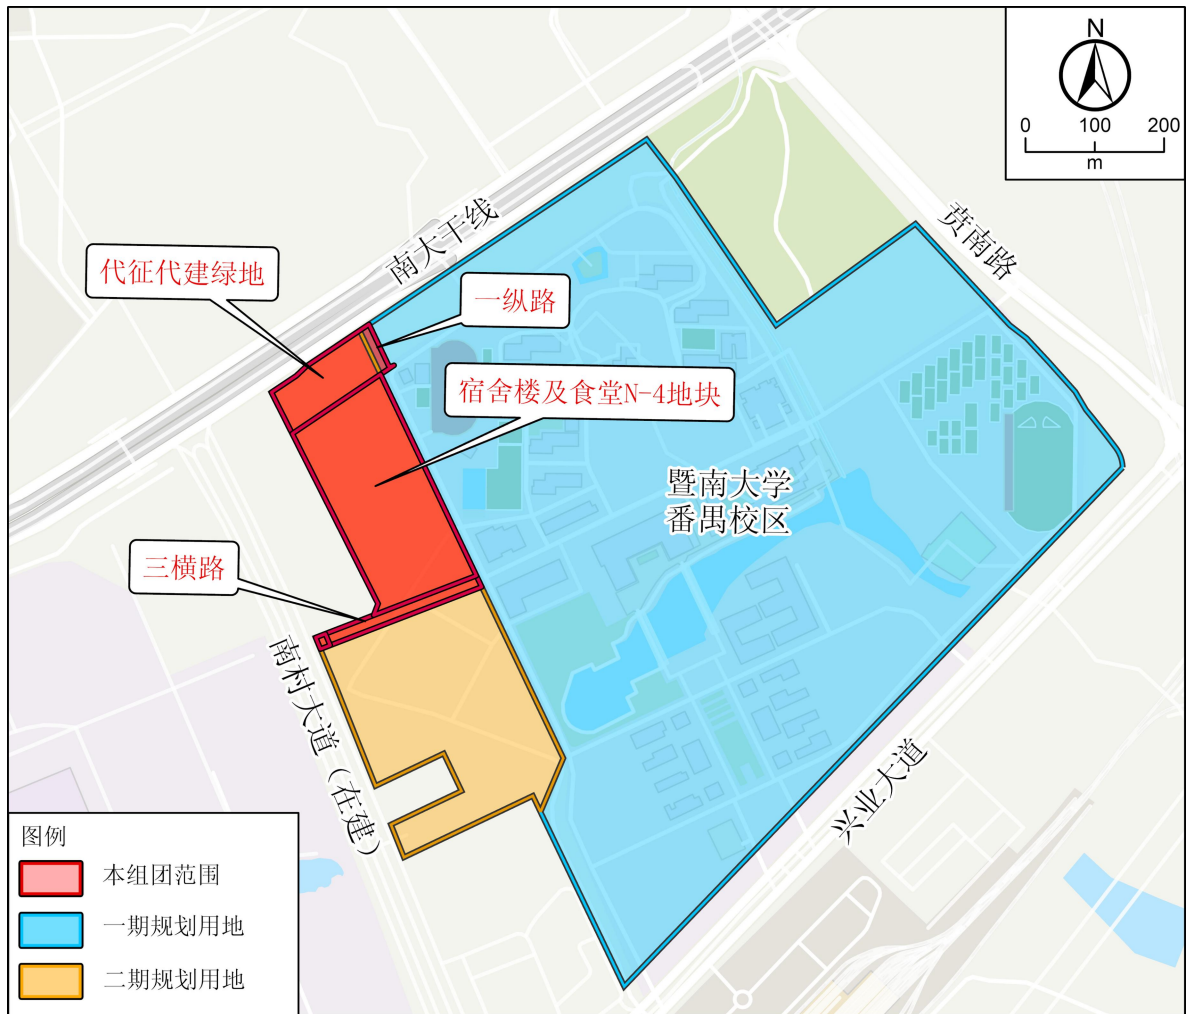 N
0 100 200
m
贲南路
南大干线
代征代建绿地
一纵路
宿舍楼及食堂N-4地块
暨南大学
番禺校区
三横路
南村大道（在建）
兴业大道
图例
本组团范围
一期规划用地
二期规划用地